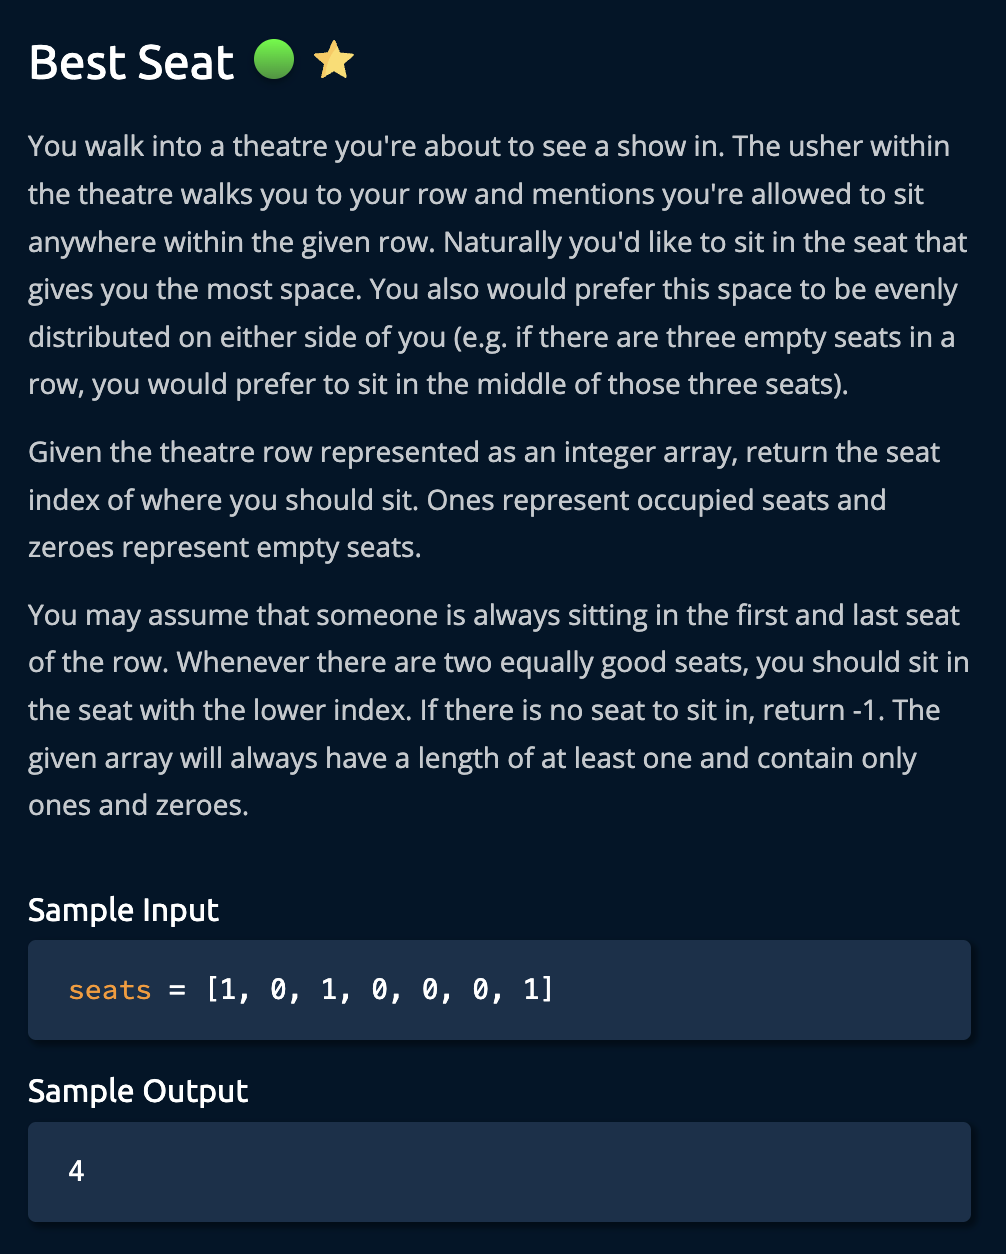 Best Seat
You walk into a theatre you're about to see a show in. The usher within
the theatre walks you to your row and mentions you're allowed to sit
anywhere within the given row. Naturally you'd like to sit in the seat that
gives you the most space. You also would prefer this space to be evenly
distributed on either side of you (e.g. if there are three empty seats in a
row, you would prefer to sit in the middle of those three seats).
Given the theatre row represented as an integer array, return the seat
index of where you should sit. Ones represent occupied seats and
zeroes represent empty seats.
You may assume that someone is always sitting in the first and last seat
of the row. Whenever there are two equally good seats, you should sit in
the seat with the lower index. If there is no seat to sit in, return -1. The
given array will always have a length of at least one and contain only
ones and zeroes.
Sample Input
seats = [1, 0, 1, 0, 0, 0, 1]
Sample Output
4